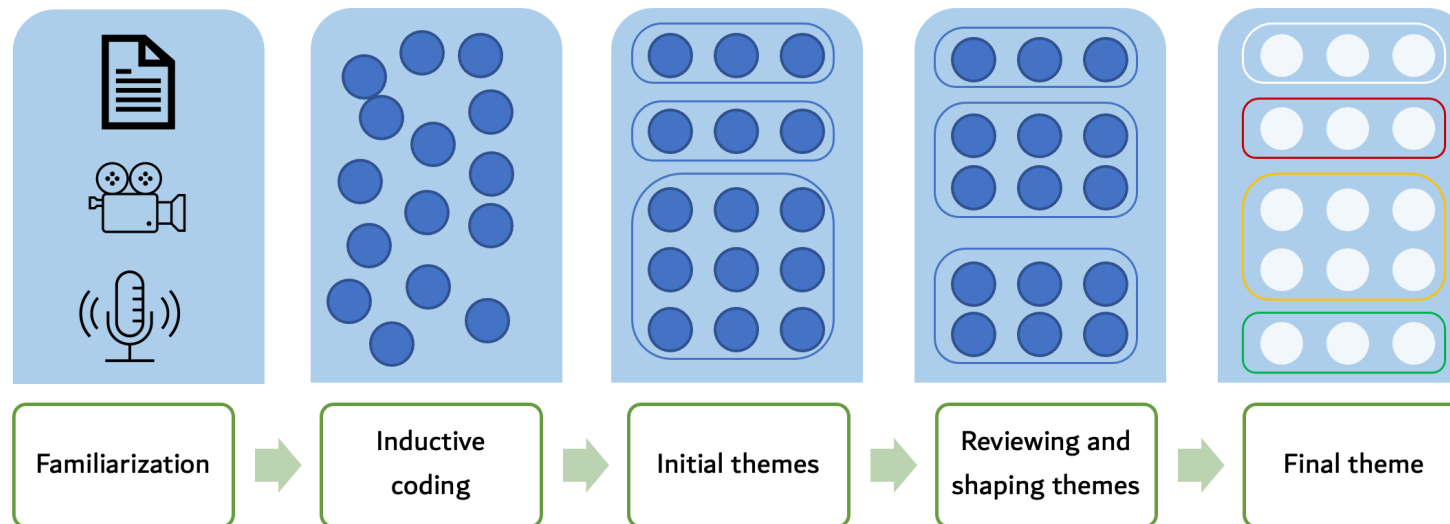 Familiarization
Inductive
coding
Initial themes
Reviewing and
shaping themes
Final theme